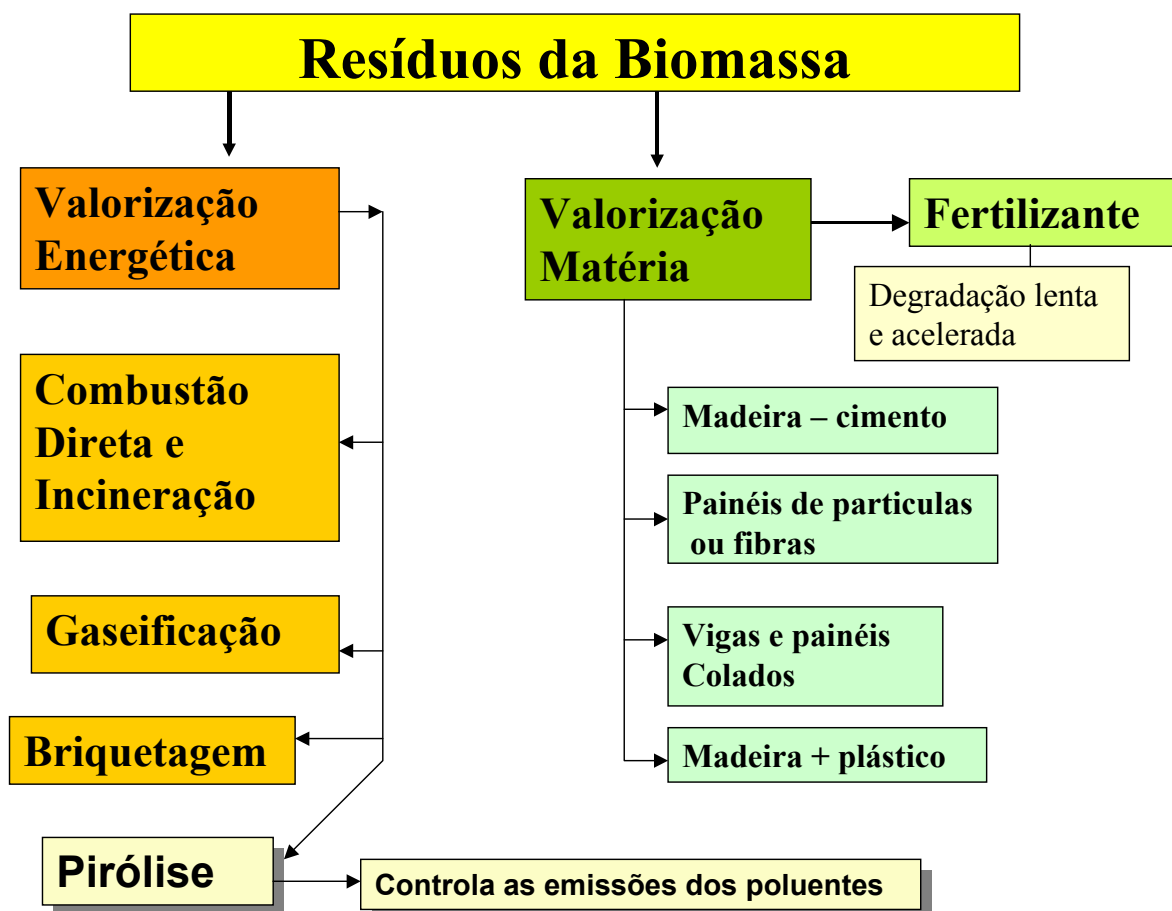 Resíduos da Biomassa
Valorização
Energética
Combustão
Direta e
Incineração
Gaseificação
Briquetagem
Pirólise
Controla as emissões dos poluentes
Valorização
Matéria
Fertilizante
Degradação lenta
e acelerada
Madeira – cimento
Painéis de particulas
ou fibras
Vigas e painéis
Colados
Madeira + plástico